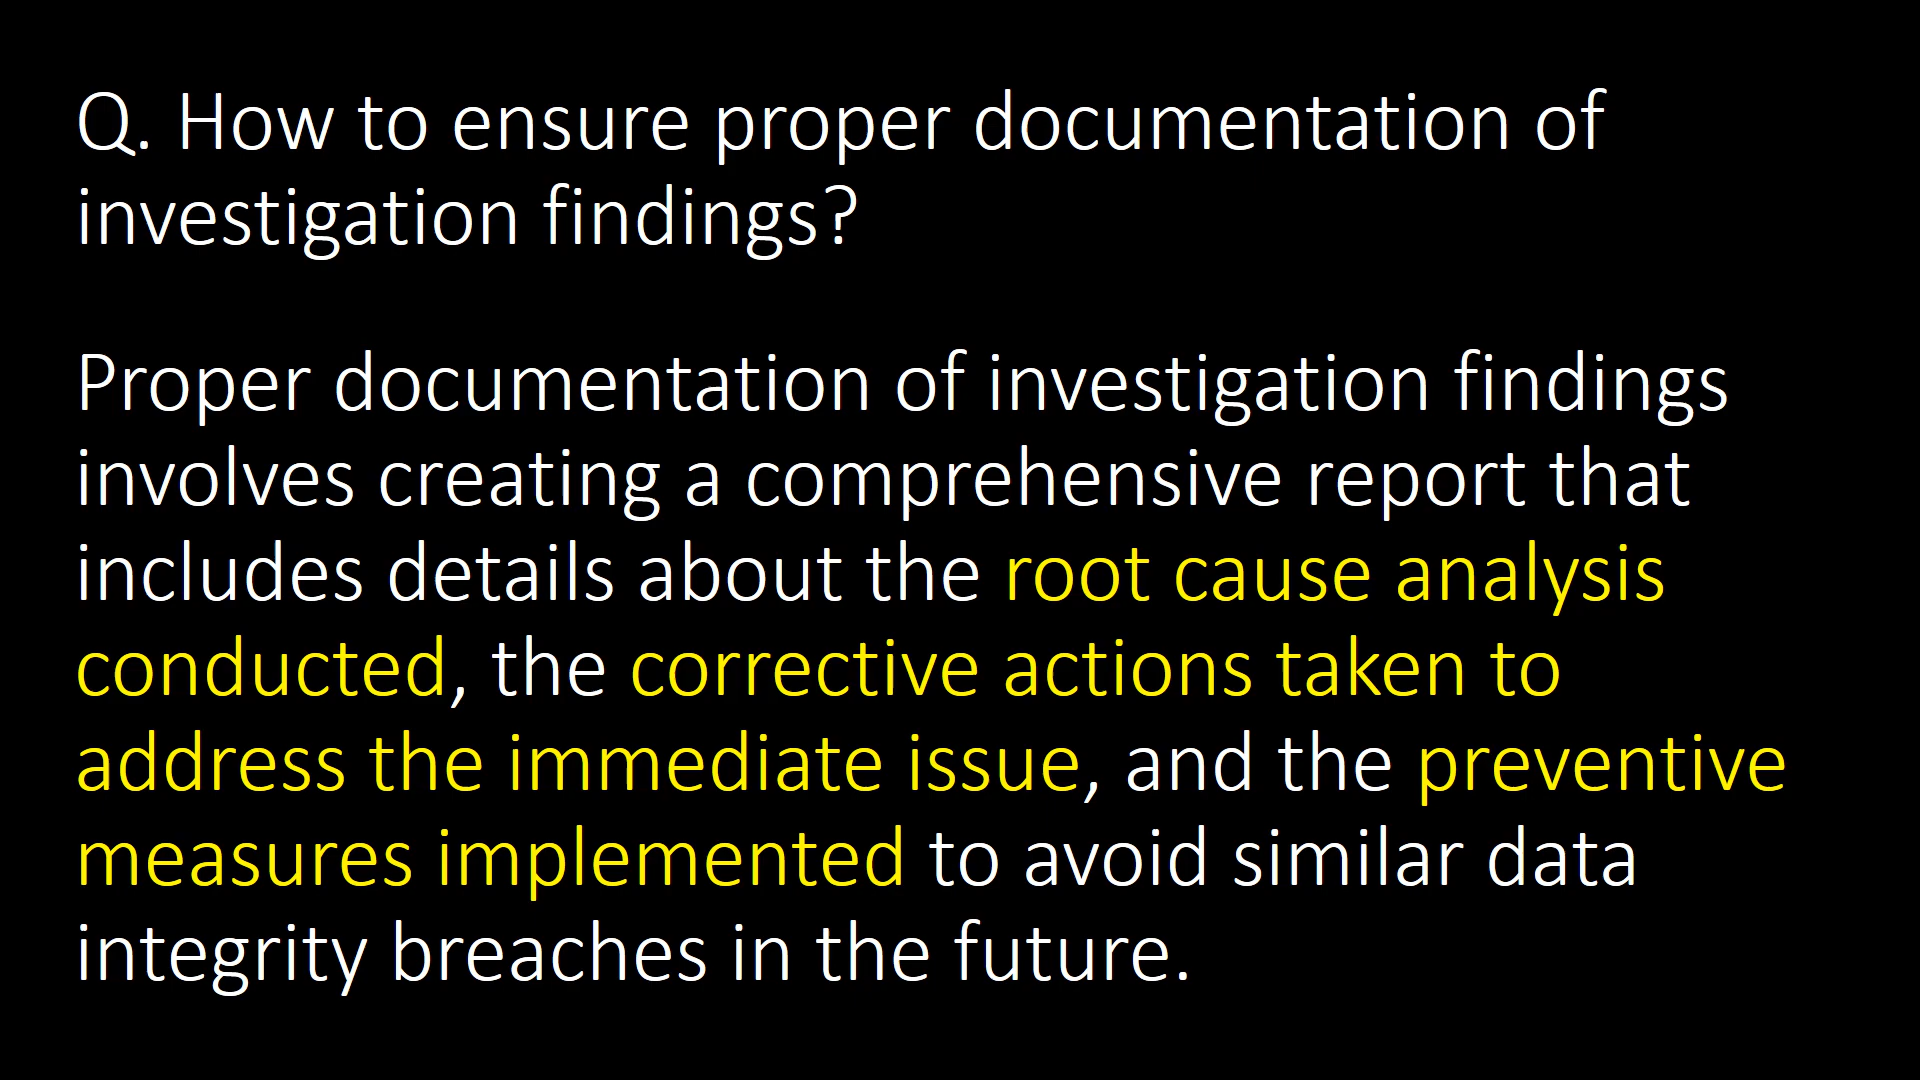 Q. How to ensure proper documentation of
investigation findings?
Proper documentation of investigation findings
involves creating a comprehensive report that
includes details about the root cause analysis
conducted, the corrective actions taken to
address the immediate issue, and the preventive
measures implemented to avoid similar data
integrity breaches in the future.